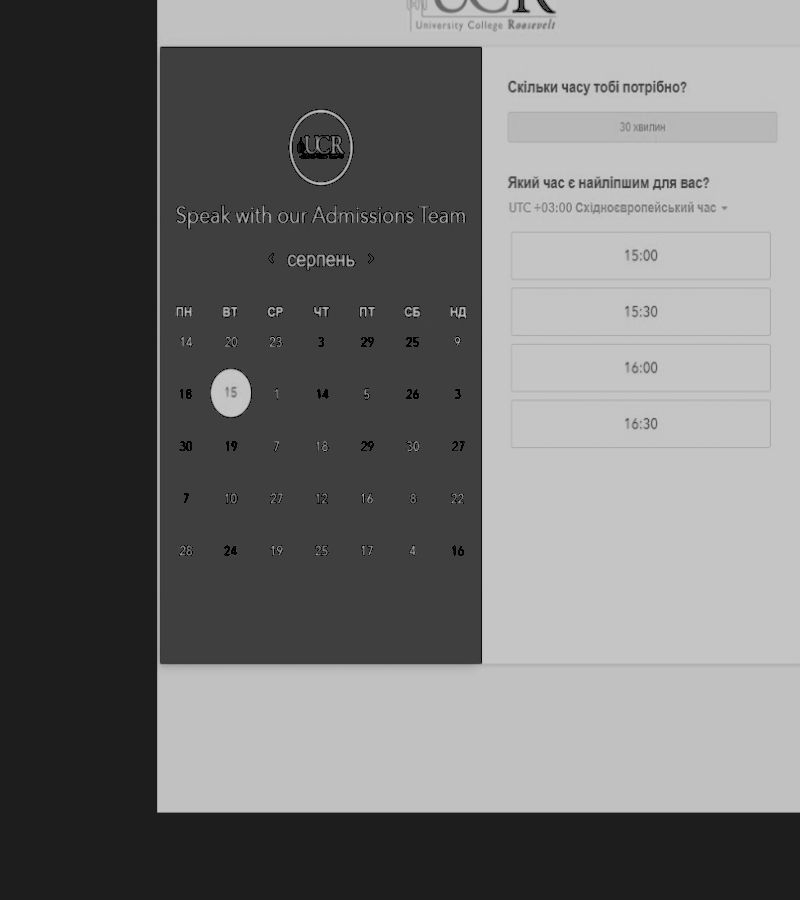 UCR
University College Roosevelt
UCR
Speak with our Admissions Team
серпень
ПН ВТ СР ЧТ ПТ СБ НД
14 20 23 3 29 25 9
18 15 1 14 5 26 3
30 19 7 18 29 30 27
7 10 27 12 16 8 22
28 24 19 25 17 4 16
Скільки часу тобі потрібно?
30 хвилин
Який час є найліпшим для вас?
UTC +03:00 Східноєвропейський час
15:00
15:30
16:00
16:30